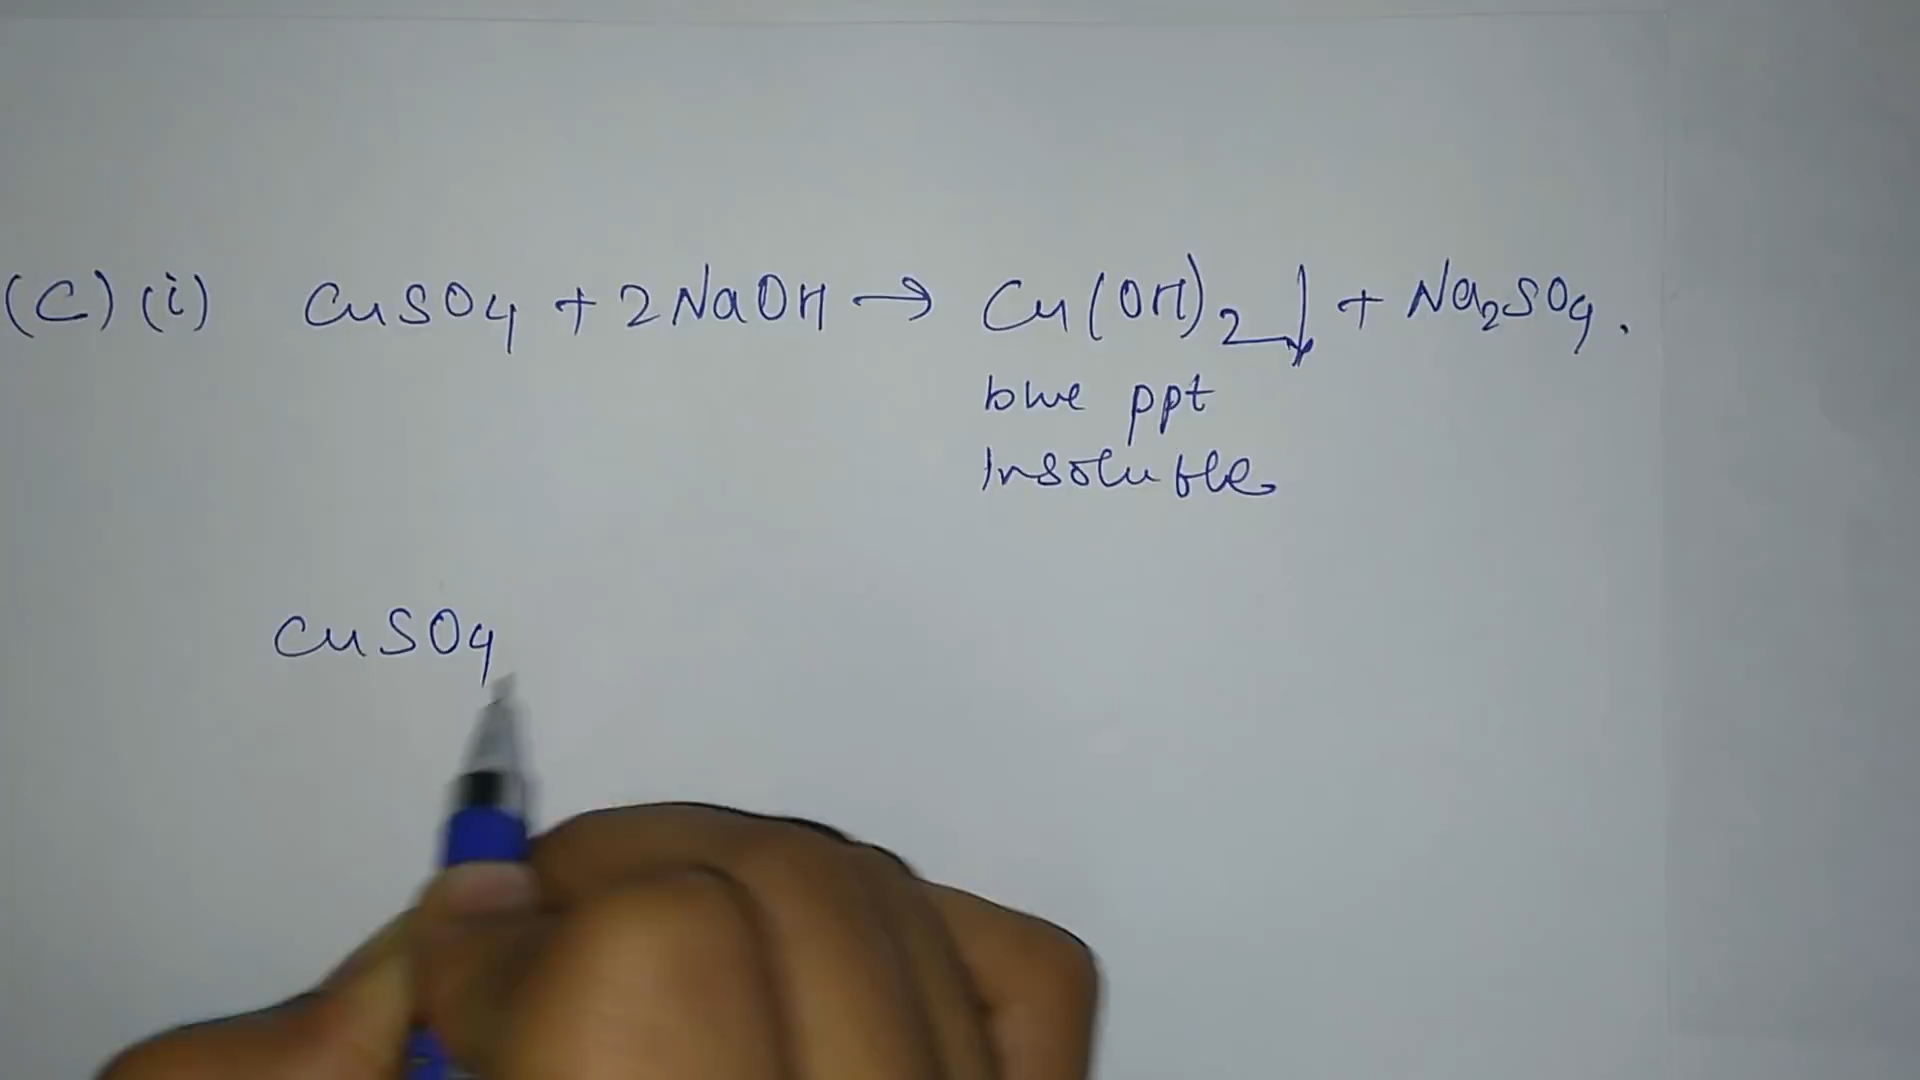 (C) (i) CuSO4 + 2NaOH → Cu(OH)2 ↓ + Na2SO4.
blue ppt
Insoluble
CuSO4